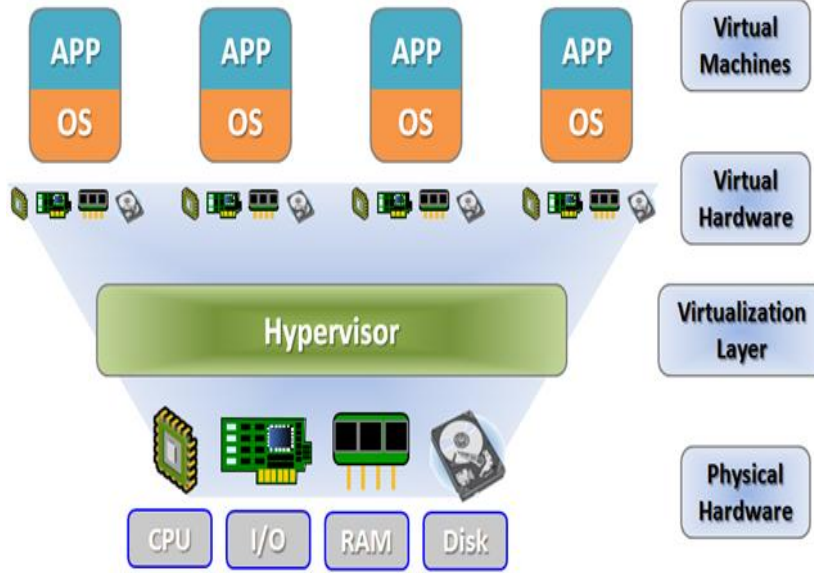 APP APP APP APP
OS OS OS OS
Virtual
Machines
Virtual
Hardware
Hypervisor
Virtualization
Layer
CPU I/O RAM Disk
Physical
Hardware